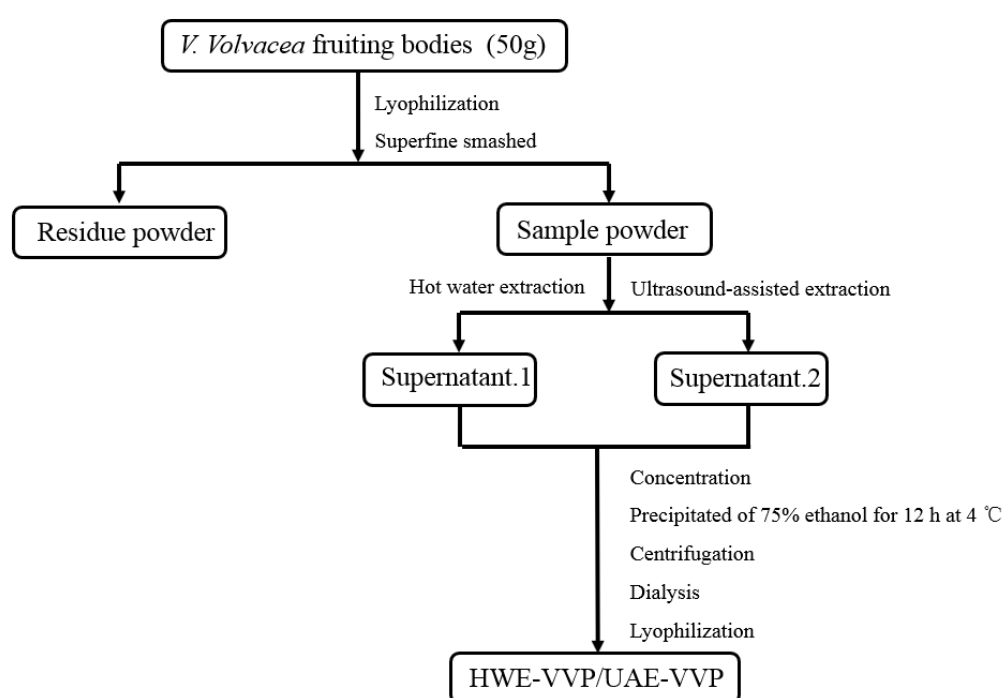 V. Volvacea fruiting bodies (50g)
Lyophilization
Superfine smashed
Residue powder
Sample powder
Hot water extraction
Ultrasound-assisted extraction
Supernatant.1
Supernatant.2
Concentration
Precipitated of 75% ethanol for 12 h at 4 ℃
Centrifugation
Dialysis
Lyophilization
HWE-VVP/UAE-VVP